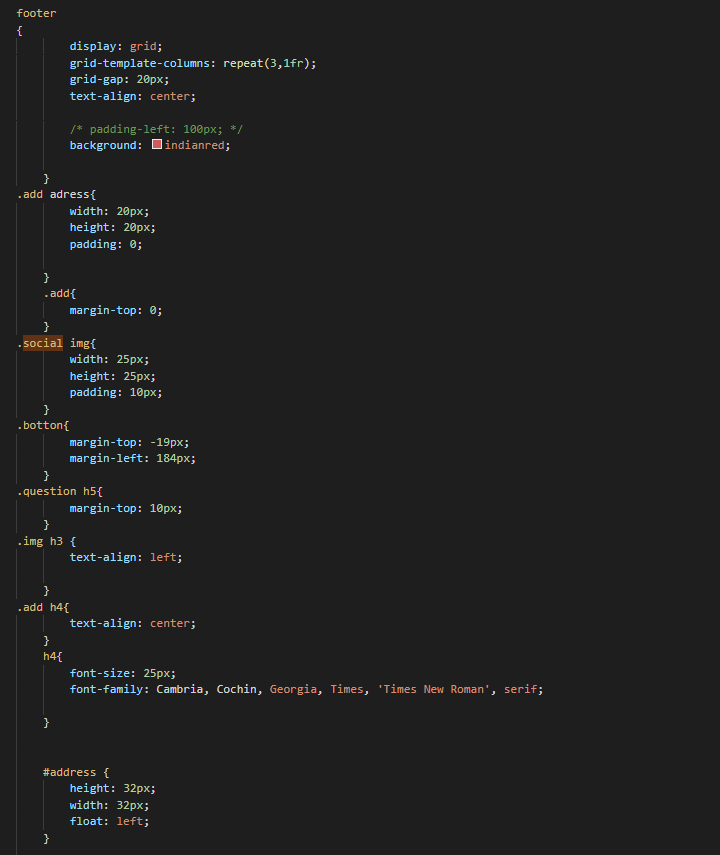 footer
{
display: grid;
grid-template-columns: repeat(3,1fr);
grid-gap: 20px;
text-align: center;
/* padding-left: 100px; */
background: indianred;
}
.add adress{
width: 20px;
height: 20px;
padding: 0;
}
.add{
margin-top: 0;
}
.social img{
width: 25px;
height: 25px;
padding: 10px;
}
.botton{
margin-top: -19px;
margin-left: 184px;
}
.question h5{
margin-top: 10px;
}
.img h3 {
text-align: left;
}
.add h4{
text-align: center;
}
h4{
font-size: 25px;
font-family: Cambria, Cochin, Georgia, Times, 'Times New Roman', serif;
}
#address {
height: 32px;
width: 32px;
float: left;
}